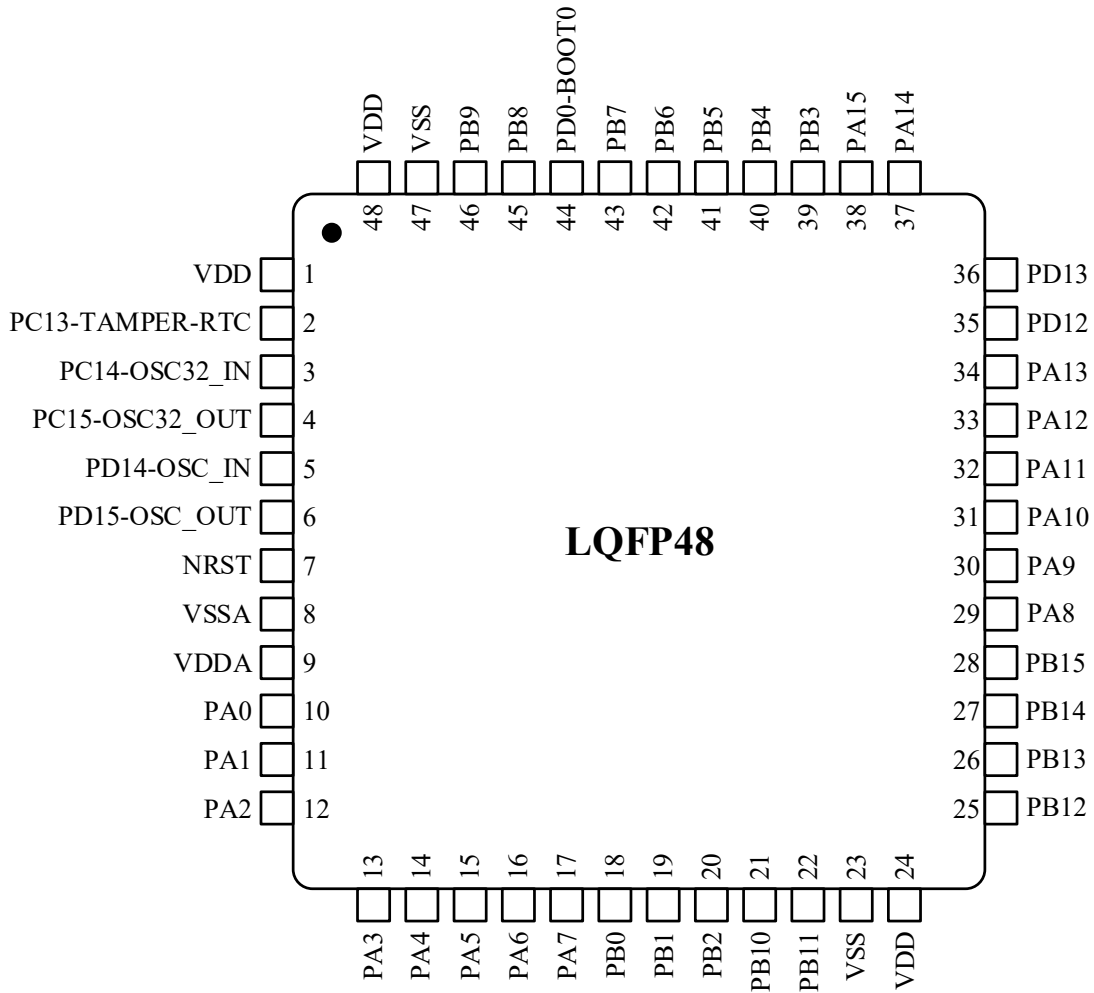 VDD
VSS
PB9
PB8
PD0-BOOT0
PB7
PB6
PB5
PB4
PB3
PA15
PA14
48
47
46
45
44
43
42
41
40
39
38
37
VDD 1
PC13-TAMPER-RTC 2
PC14-OSC32_IN 3
PC15-OSC32_OUT 4
PD14-OSC_IN 5
PD15-OSC_OUT 6
NRST 7
VSSA 8
VDDA 9
PA0 10
PA1 11
PA2 12
LQFP48
36 PD13
35 PD12
34 PA13
33 PA12
32 PA11
31 PA10
30 PA9
29 PA8
28 PB15
27 PB14
26 PB13
25 PB12
13
14
15
16
17
18
19
20
21
22
23
24
PA3
PA4
PA5
PA6
PA7
PB0
PB1
PB2
PB10
PB11
VSS
VDD